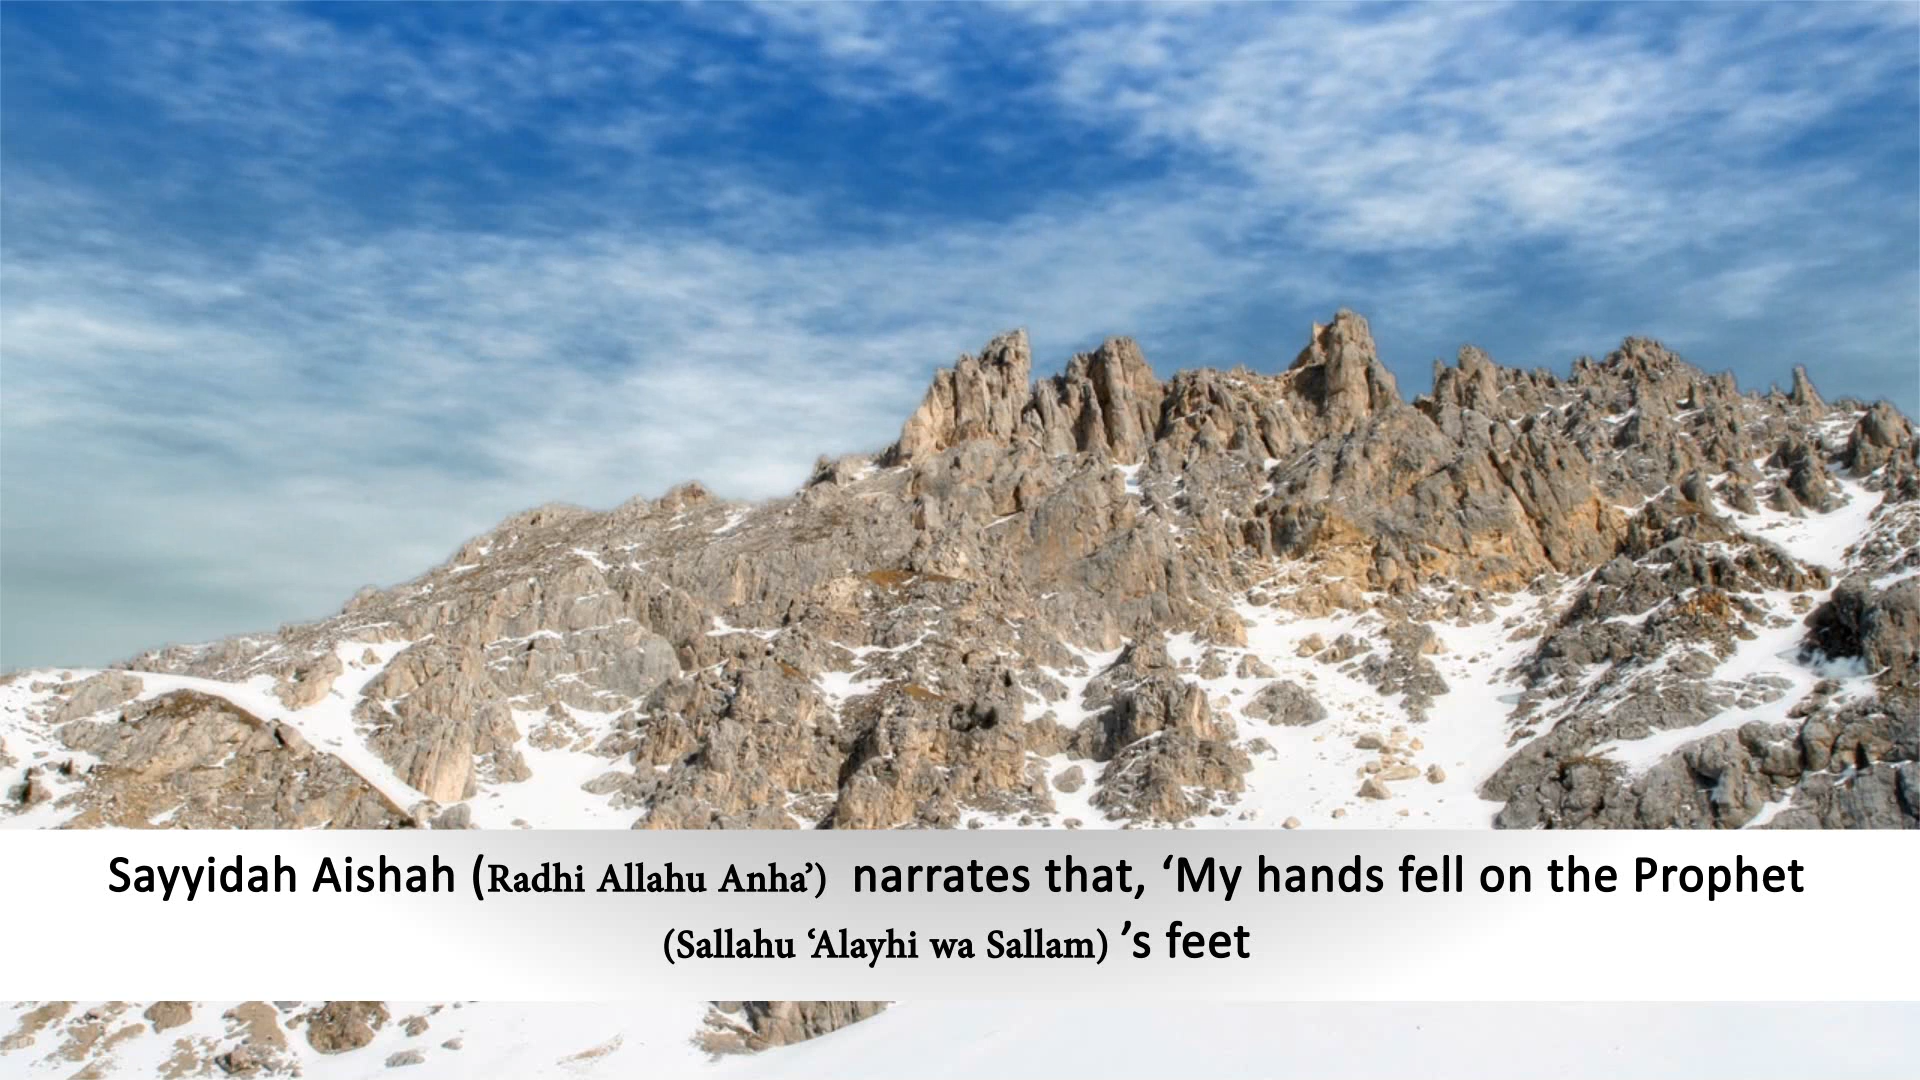 Sayyidah Aishah (Radhi Allahu Anha’) narrates that, ‘My hands fell on the Prophet
(Sallahu ‘Alayhi wa Sallam) ’s feet